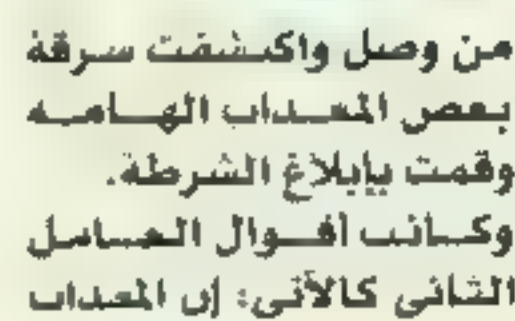 من وصل واكتشفت سرقة
بعض المعدات الهامة
وقمت بإبلاغ الشرطة.
وكانت أقوال العامل
الثاني كالآتي: إن المعدات